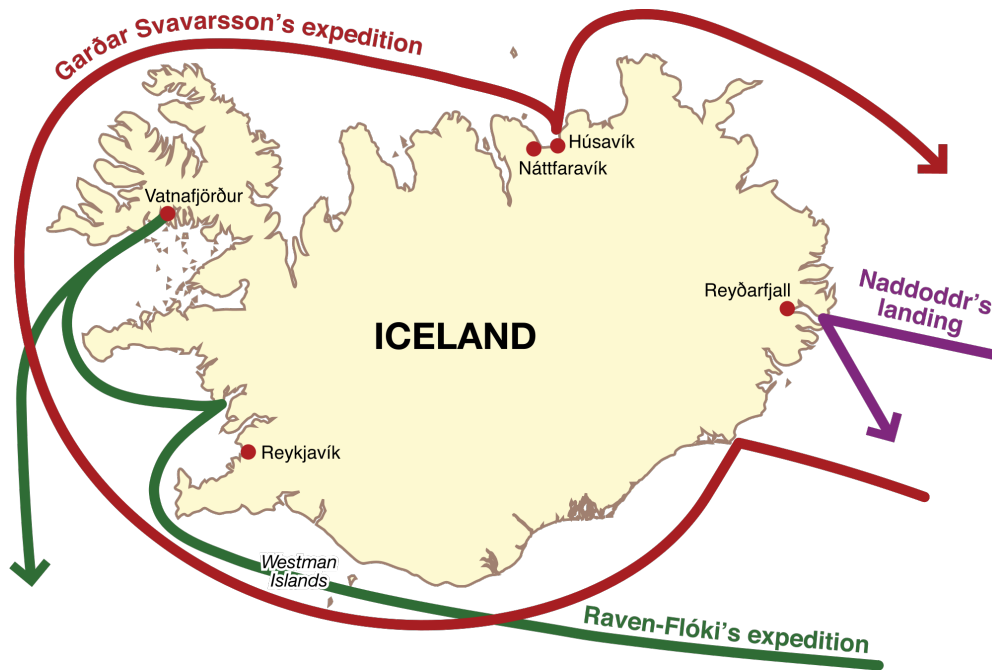 Garðar Svavarsson's expedition
Húsavík
Náttfaravík
Vatnafjörður
Naddoddr's
landing
Reyðarfjall
ICELAND
Reykjavík
Westman
Islands
Raven-Flóki's expedition